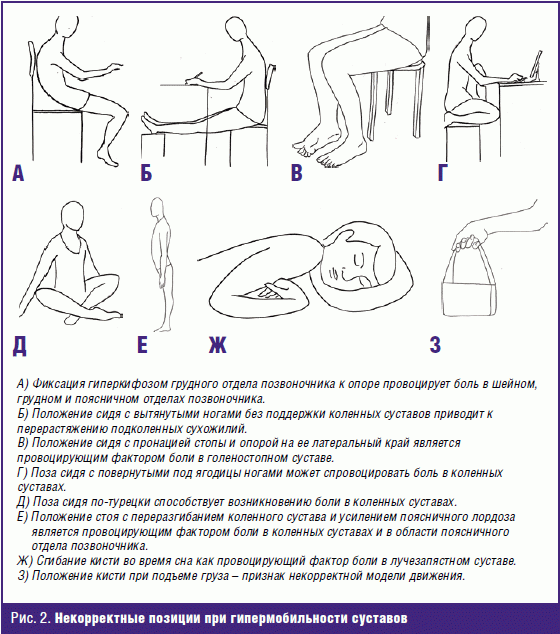 А
Б
В
Г
Д
Е
Ж
З
А) Фиксация гиперкифозом грудного отдела позвоночника к опоре провоцирует боль в шейном,
грудном и поясничном отделах позвоночника.
Б) Положение сидя с вытянутыми ногами без поддержки коленных суставов приводит к
перерастяжению подколенных сухожилий.
В) Положение сидя с пронацией стопы и опорой на ее латеральный край является
провоцирующим фактором боли в голеностопном суставе.
Г) Поза сидя с повернутыми под ягодицы ногами может спровоцировать боль в коленных
суставах.
Д) Поза сидя по-турецки способствует возникновению боли в коленных суставах.
Е) Положение стоя с переразгибанием коленного сустава и усилением поясничного лордоза
является провоцирующим фактором боли в коленных суставах и в области поясничного
отдела позвоночника.
Ж) Сгибание кисти во время сна как провоцирующий фактор боли в лучезапястном суставе.
З) Положение кисти при подъеме груза – признак некорректной модели движения.
Рис. 2. Некорректные позиции при гипермобильности суставов